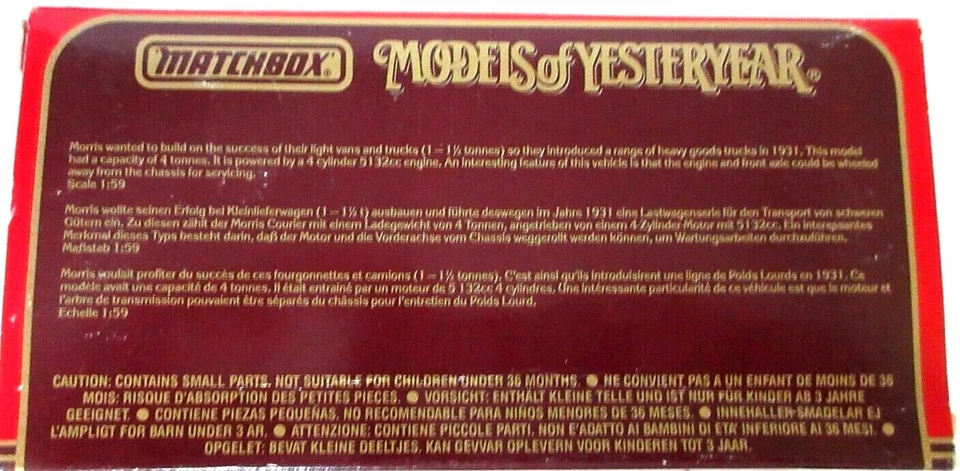 MATCHBOX® MODELS of YESTERYEAR®
Morris wanted to build on the success of their light vans and trucks (1 – 1½ tonnes) so they introduced a range of heavy goods trucks in 1931. This model
had a capacity of 4 tonnes. It is powered by a 4 cylinder 5132cc engine. An interesting feature of this vehicle is that the engine and front axle could be wheeled
away from the chassis for servicing.
Scale 1:59
Morris wollte seinen Erfolg bei Kleinlieferwagen (1 – 1½ t) ausbauen und führte deswegen im Jahre 1931 eine Lastwagenserie für den Transport von schweren
Gütern ein. Zu diesen zählt der Morris Courier mit einem Ladegewicht von 4 Tonnen, angetrieben von einem 4-Zylinder-Motor mit 5132cc. Ein interessantes
Merkmal dieses Typs besteht darin, daß der Motor und die Vorderachse vom Chassis weggerollt werden können, um Wartungsarbeiten durchzuführen.
Maßstab 1:59
Morris voulait profiter du succès de ces fourgonnettes et camions (1 – 1½ tonnes). C'est ainsi qu'ils introduisirent une ligne de Poids Lourds en 1931. Ce
modèle avait une capacité de 4 tonnes. Il était entrainé par un moteur de 5 132cc 4 cylindres. Une intéressante particularité de ce véhicule est que le moteur et
l'arbre de transmission pouvaient être séparés du châssis pour l'entretien du Poids Lourd.
Echelle 1:59
CAUTION: CONTAINS SMALL PARTS. NOT SUITABLE FOR CHILDREN UNDER 36 MONTHS. ● NE CONVIENT PAS A UN ENFANT DE MOINS DE 36
MOIS: RISQUE D'ABSORPTION DES PETITES PIECES. ● VORSICHT: ENTHÄLT KLEINE TEILE UND IST NUR FÜR KINDER AB 3 JAHRE
GEEIGNET. ● CONTIENE PIEZAS PEQUEÑAS. NO RECOMENDABLE PARA NIÑOS MENORES DE 36 MESES. ● INNEHALLER SMADELAR EJ
LAMPLIGT FOR BARN UNDER 3 AR. ● ATTENZIONE: CONTIENE PICCOLE PARTI. NON E'ADATTO AI BAMBINI DI ETA' INFERIORE AI 36 MESI. ●
OPGELET: BEVAT KLEINE DEELTJES. KAN GEVVAR OPLEVERN VOOR KINDEREN TOT 3 JAAR.